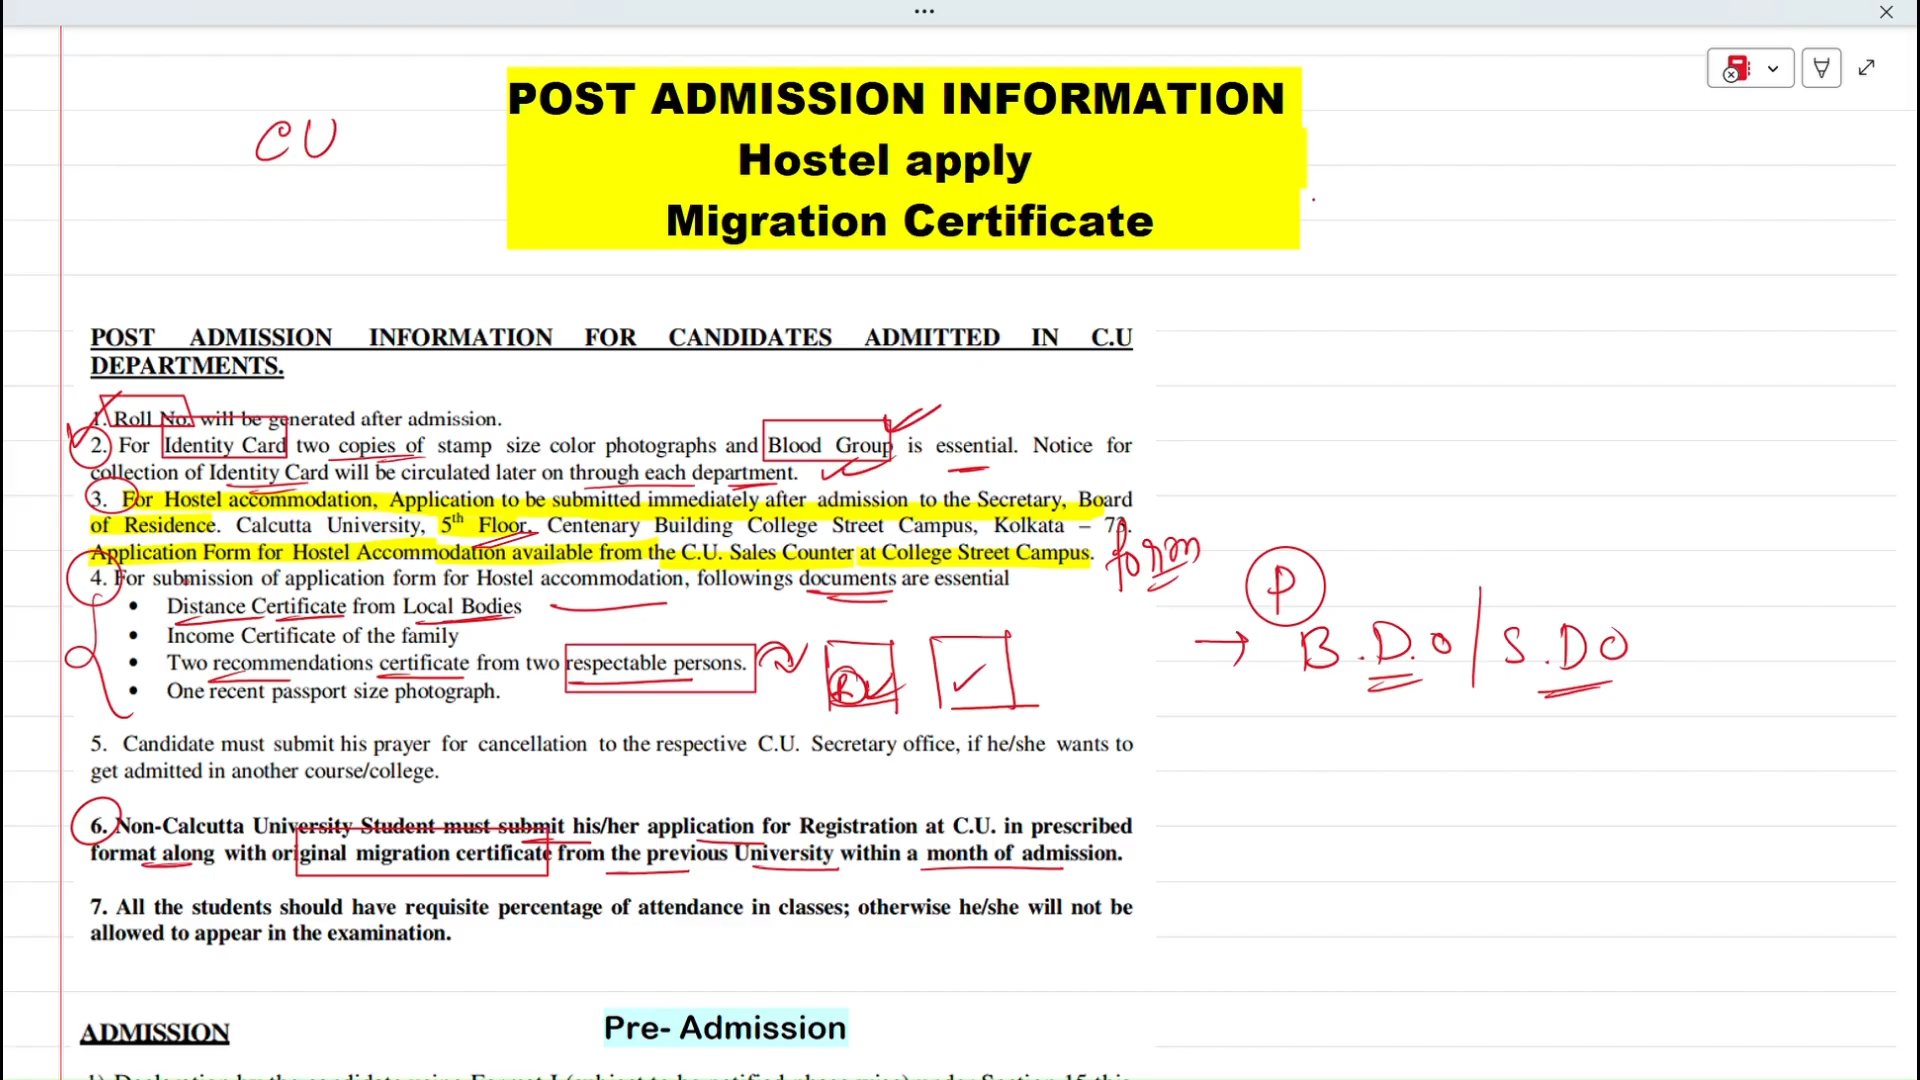 POST ADMISSION INFORMATION
Hostel apply
Migration Certificate
CU
POST ADMISSION INFORMATION FOR CANDIDATES ADMITTED IN C.U
DEPARTMENTS.
1. Roll No. will be generated after admission.
2. For Identity Card two copies of stamp size color photographs and Blood Group is essential. Notice for
collection of Identity Card will be circulated later on through each department.
3. For Hostel accommodation, Application to be submitted immediately after admission to the Secretary, Board
of Residence. Calcutta University, 5th Floor, Centenary Building College Street Campus, Kolkata – 73.
Application Form for Hostel Accommodation available from the C.U. Sales Counter at College Street Campus.
form
4. For submission of application form for Hostel accommodation, followings documents are essential
P
• Distance Certificate from Local Bodies
• Income Certificate of the family
→ B.D.O / S.DO
• Two recommendations certificate from two respectable persons.
R
• One recent passport size photograph.
5. Candidate must submit his prayer for cancellation to the respective C.U. Secretary office, if he/she wants to
get admitted in another course/college.
6. Non-Calcutta University Student must submit his/her application for Registration at C.U. in prescribed
format along with original migration certificate from the previous University within a month of admission.
7. All the students should have requisite percentage of attendance in classes; otherwise he/she will not be
allowed to appear in the examination.
ADMISSION
Pre- Admission